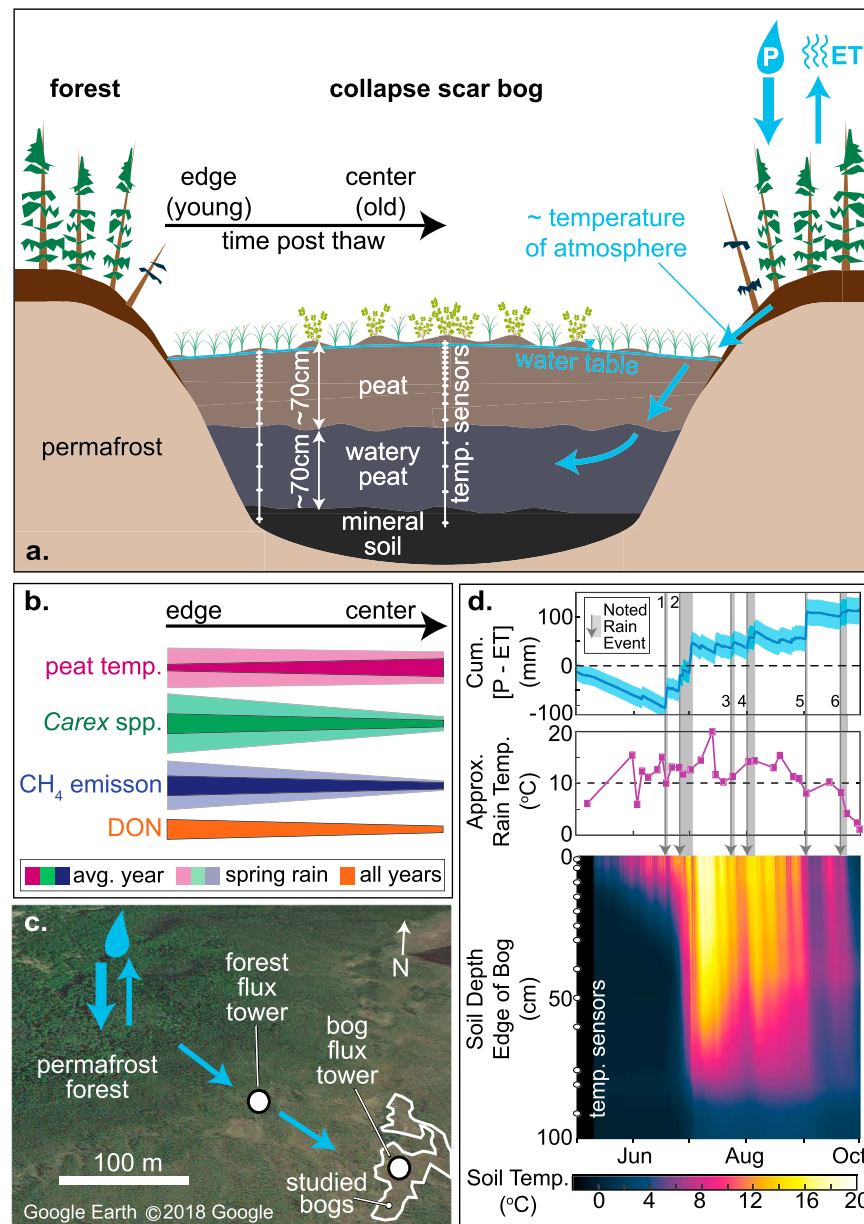 forest
collapse scar bog
P
ET
edge
(young)
center
(old)
time post thaw
~ temperature
of atmosphere
water table
~70cm
peat
temp. sensors
permafrost
~70cm
watery
peat
mineral
soil
a.
b.
edge
center
peat temp.
Carex spp.
CH4 emisson
DON
avg. year
spring rain
all years
c.
N
forest
flux
tower
bog
flux
tower
permafrost
forest
100 m
studied
bogs
Google Earth ©2018 Google
d.
1 2
Noted
Rain
Event
Cum.
[P - ET]
(mm)
100
0
-100
3 4 5 6
Approx.
Rain Temp.
(oC)
20
10
0
Soil Depth
Edge of Bog
(cm)
0
50
100
temp. sensors
Jun
Aug
Oct
Soil Temp.
(oC)
0 4 8 12 16 20